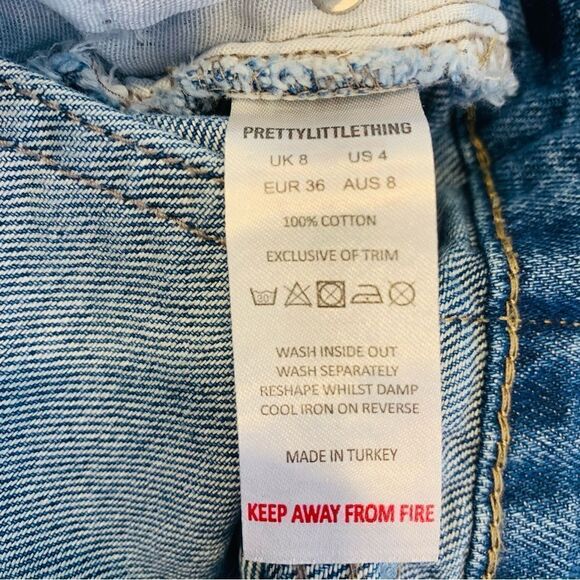 PRETTYLITTLETHING
UK 8 US 4
EUR 36 AUS 8
100% COTTON
EXCLUSIVE OF TRIM
30
WASH INSIDE OUT
WASH SEPARATELY
RESHAPE WHILST DAMP
COOL IRON ON REVERSE
MADE IN TURKEY
KEEP AWAY FROM FIRE